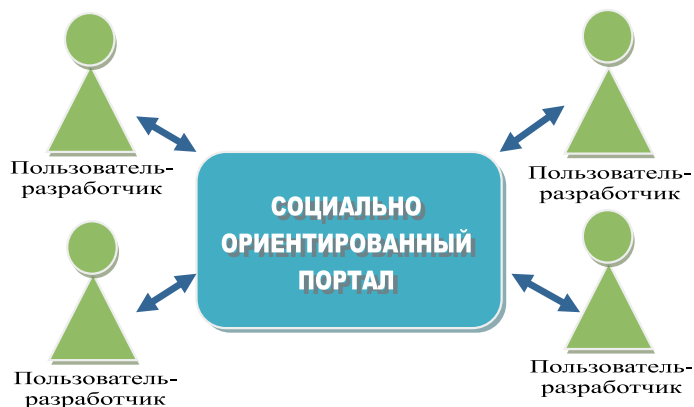 Пользователь-
разработчик
Пользователь-
разработчик
СОЦИАЛЬНО
ОРИЕНТИРОВАННЫЙ
ПОРТАЛ
Пользователь-
разработчик
Пользователь-
разработчик